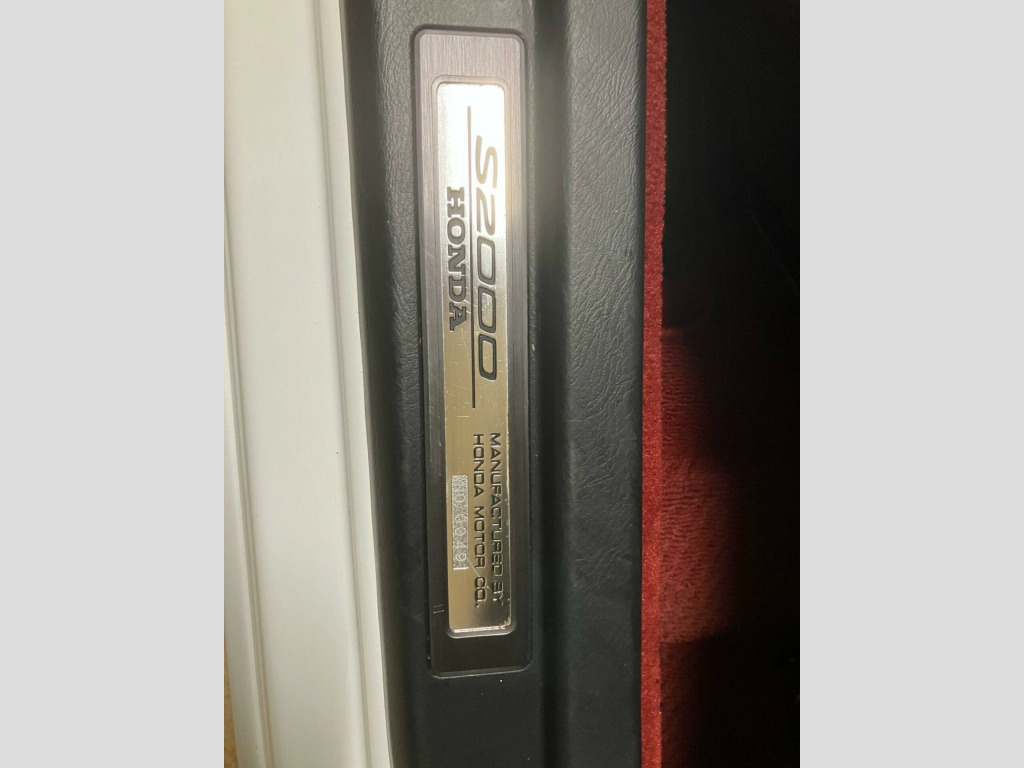 S2000
HONDA
MANUFACTURED BY
HONDA MOTOR CO.